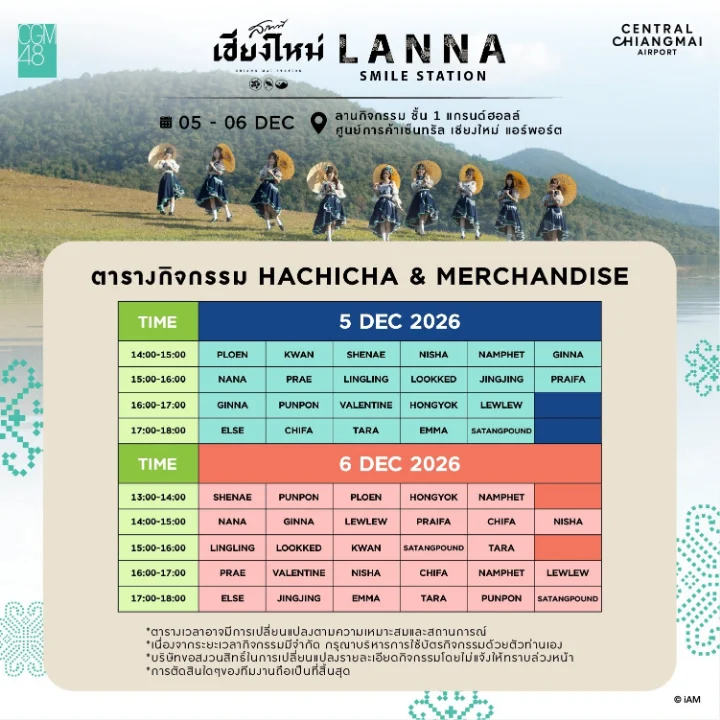 CGM
48
สถานี
เชียงใหม่
CHIANG MAI STATION
LANNA
SMILE STATION
CENTRAL
CHIANGMAI
AIRPORT
05 - 06 DEC
ลานกิจกรรม ชั้น 1 แกรนด์ฮอลล์
ศูนย์การค้าเซ็นทรัล เชียงใหม่ แอร์พอร์ต
ตารางกิจกรรม HACHICHA & MERCHANDISE
TIME 5 DEC 2026
14:00-15:00 PLOEN KWAN SHENAE NISHA NAMPHET GINNA
15:00-16:00 NANA PRAE LINGLING LOOKKED JINGJING PRAIFA
16:00-17:00 GINNA PUNPON VALENTINE HONGYOK LEWLEW
17:00-18:00 ELSE CHIFA TARA EMMA SATANGPOUND
TIME 6 DEC 2026
13:00-14:00 SHENAE PUNPON PLOEN HONGYOK NAMPHET
14:00-15:00 NANA GINNA LEWLEW PRAIFA CHIFA NISHA
15:00-16:00 LINGLING LOOKKED KWAN SATANGPOUND TARA
16:00-17:00 PRAE VALENTINE NISHA CHIFA NAMPHET LEWLEW
17:00-18:00 ELSE JINGJING EMMA TARA PUNPON SATANGPOUND
*ตารางเวลาอาจมีการเปลี่ยนแปลงตามความเหมาะสมและสถานการณ์
*เนื่องจากระยะเวลากิจกรรมมีจำกัด กรุณาบริหารการใช้บัตรกิจกรรมด้วยตัวท่านเอง
*บริษัทขอสงวนสิทธิ์ในการเปลี่ยนแปลงรายละเอียดกิจกรรมโดยไม่แจ้งให้ทราบล่วงหน้า
*การตัดสินใดๆของทีมงานถือเป็นที่สิ้นสุด
© iAM